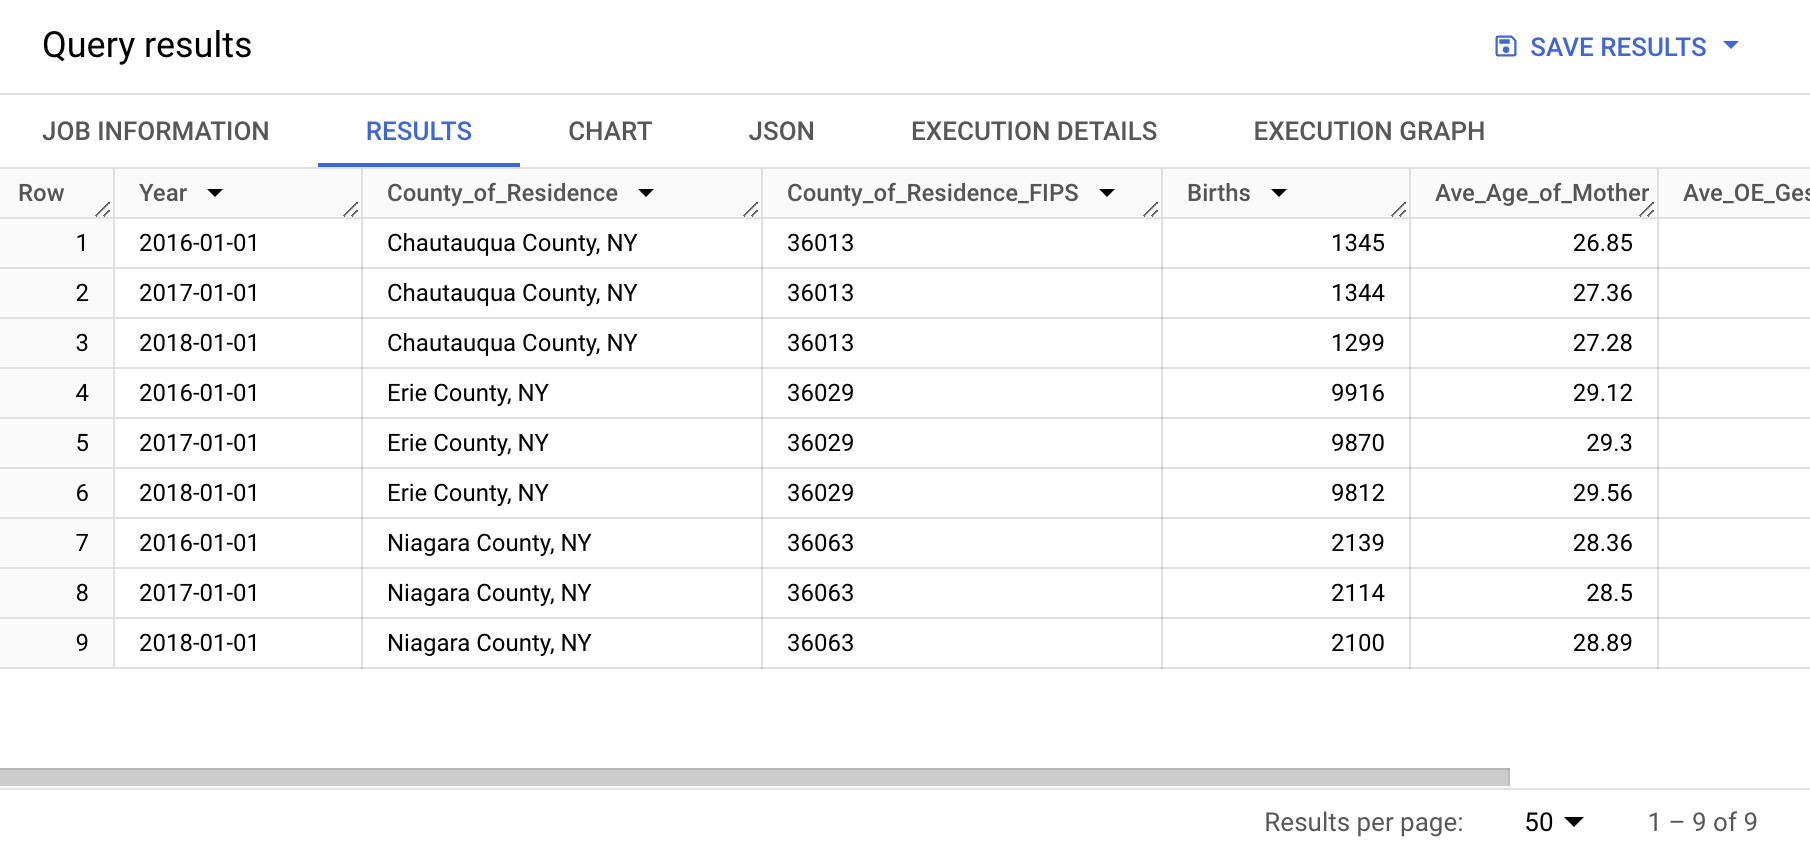 Query results
SAVE RESULTS
JOB INFORMATION RESULTS CHART JSON EXECUTION DETAILS EXECUTION GRAPH
Row Year County_of_Residence County_of_Residence_FIPS Births Ave_Age_of_Mother Ave_OE_Ges
1 2016-01-01 Chautauqua County, NY 36013 1345 26.85
2 2017-01-01 Chautauqua County, NY 36013 1344 27.36
3 2018-01-01 Chautauqua County, NY 36013 1299 27.28
4 2016-01-01 Erie County, NY 36029 9916 29.12
5 2017-01-01 Erie County, NY 36029 9870 29.3
6 2018-01-01 Erie County, NY 36029 9812 29.56
7 2016-01-01 Niagara County, NY 36063 2139 28.36
8 2017-01-01 Niagara County, NY 36063 2114 28.5
9 2018-01-01 Niagara County, NY 36063 2100 28.89
Results per page: 50 1 – 9 of 9